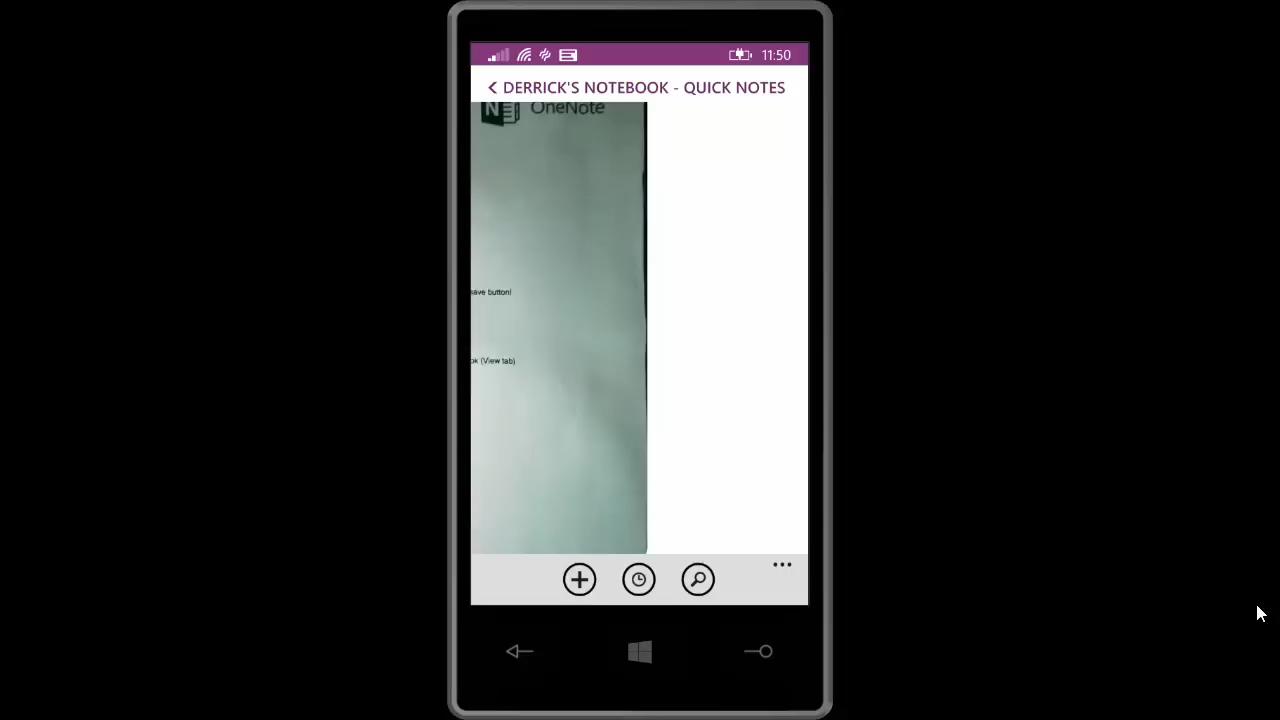 11:50
< DERRICK'S NOTEBOOK - QUICK NOTES
N OneNote
save button!
(View tab)